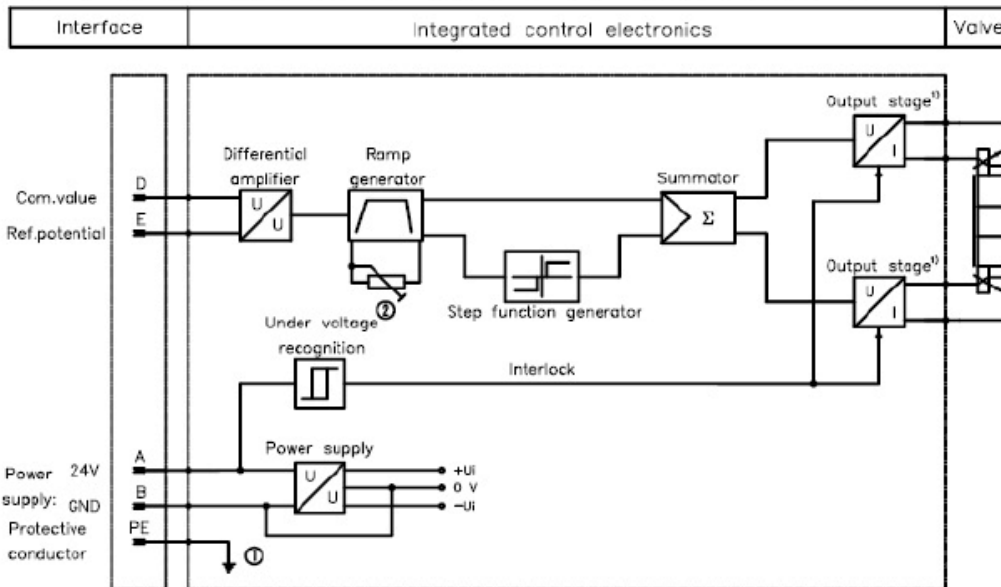 Interface
Integrated control electronics
Valve
Output stage¹⁾
U
I
Differential
amplifier
Ramp
generator
Summator
Com.value
D
U
U
Σ
Ref.potential
E
Output stage¹⁾
U
I
②
Step function generator
Under voltage
recognition
Interlock
Power supply
A
Power
24V
U
U
+Ui
0 V
-Ui
supply:
GND
B
Protective
conductor
PE
①